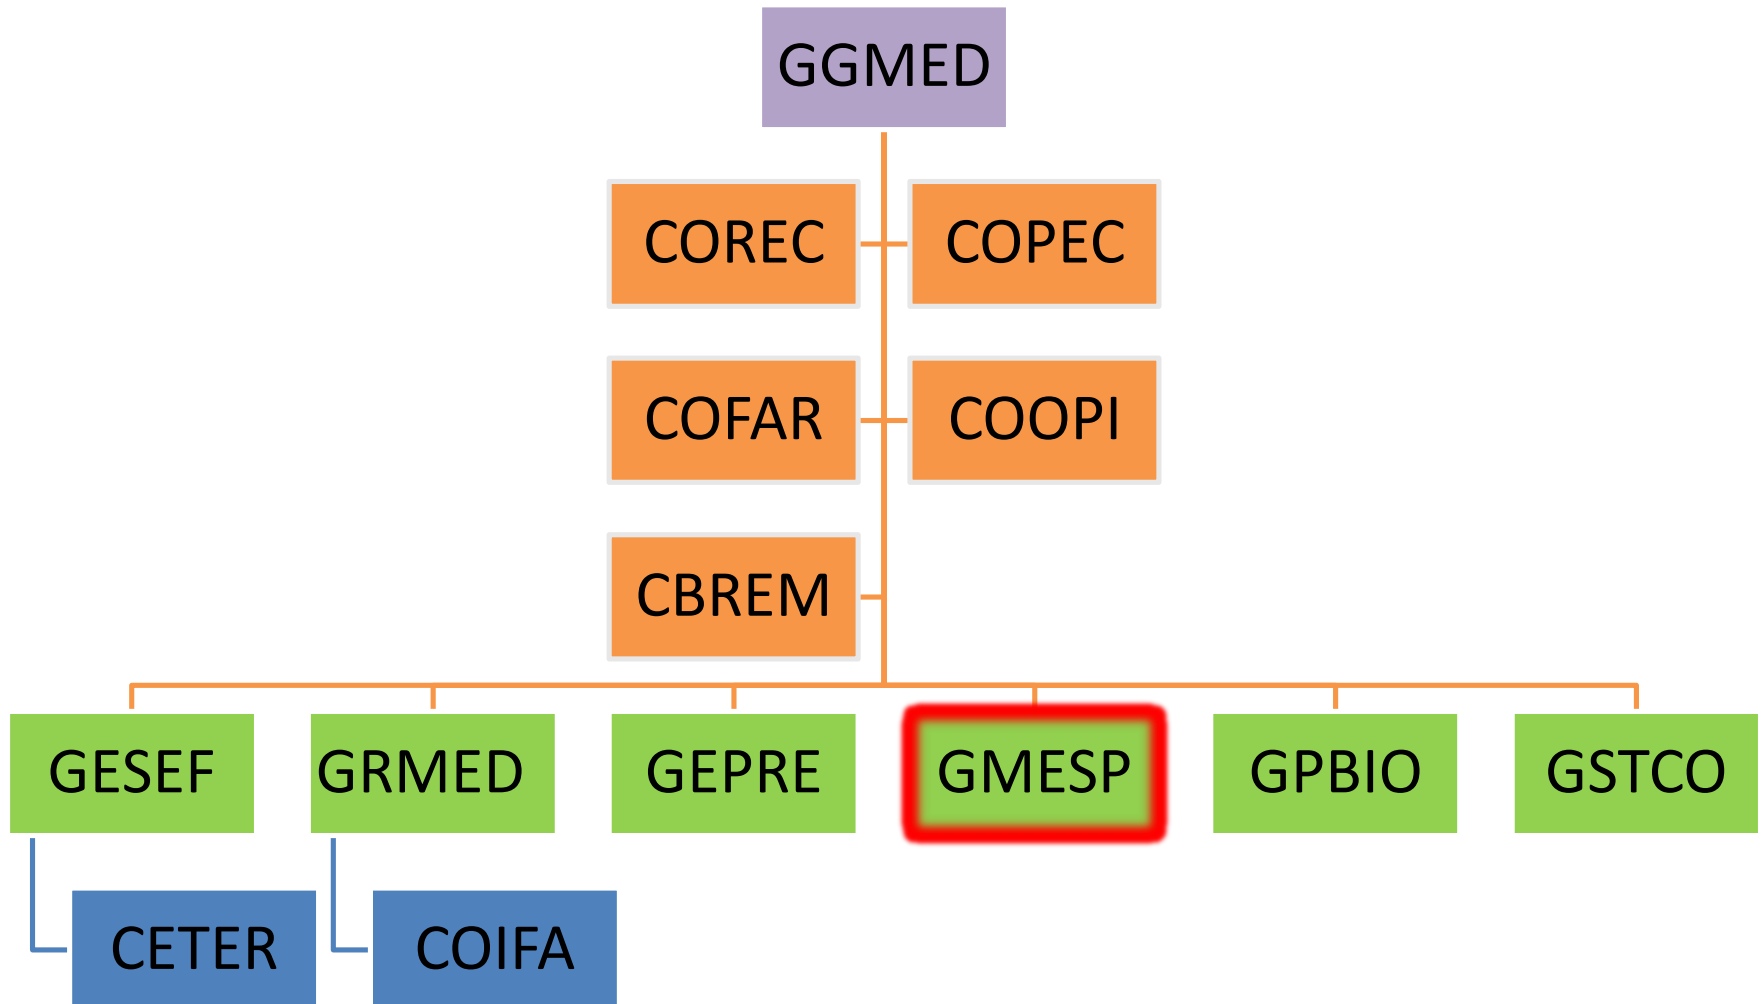 GGMED
COREC
COPEC
COFAR
COOPI
CBREM
GESEF
GRMED
GEPRE
GMESP
GPBIO
GSTCO
CETER
COIFA